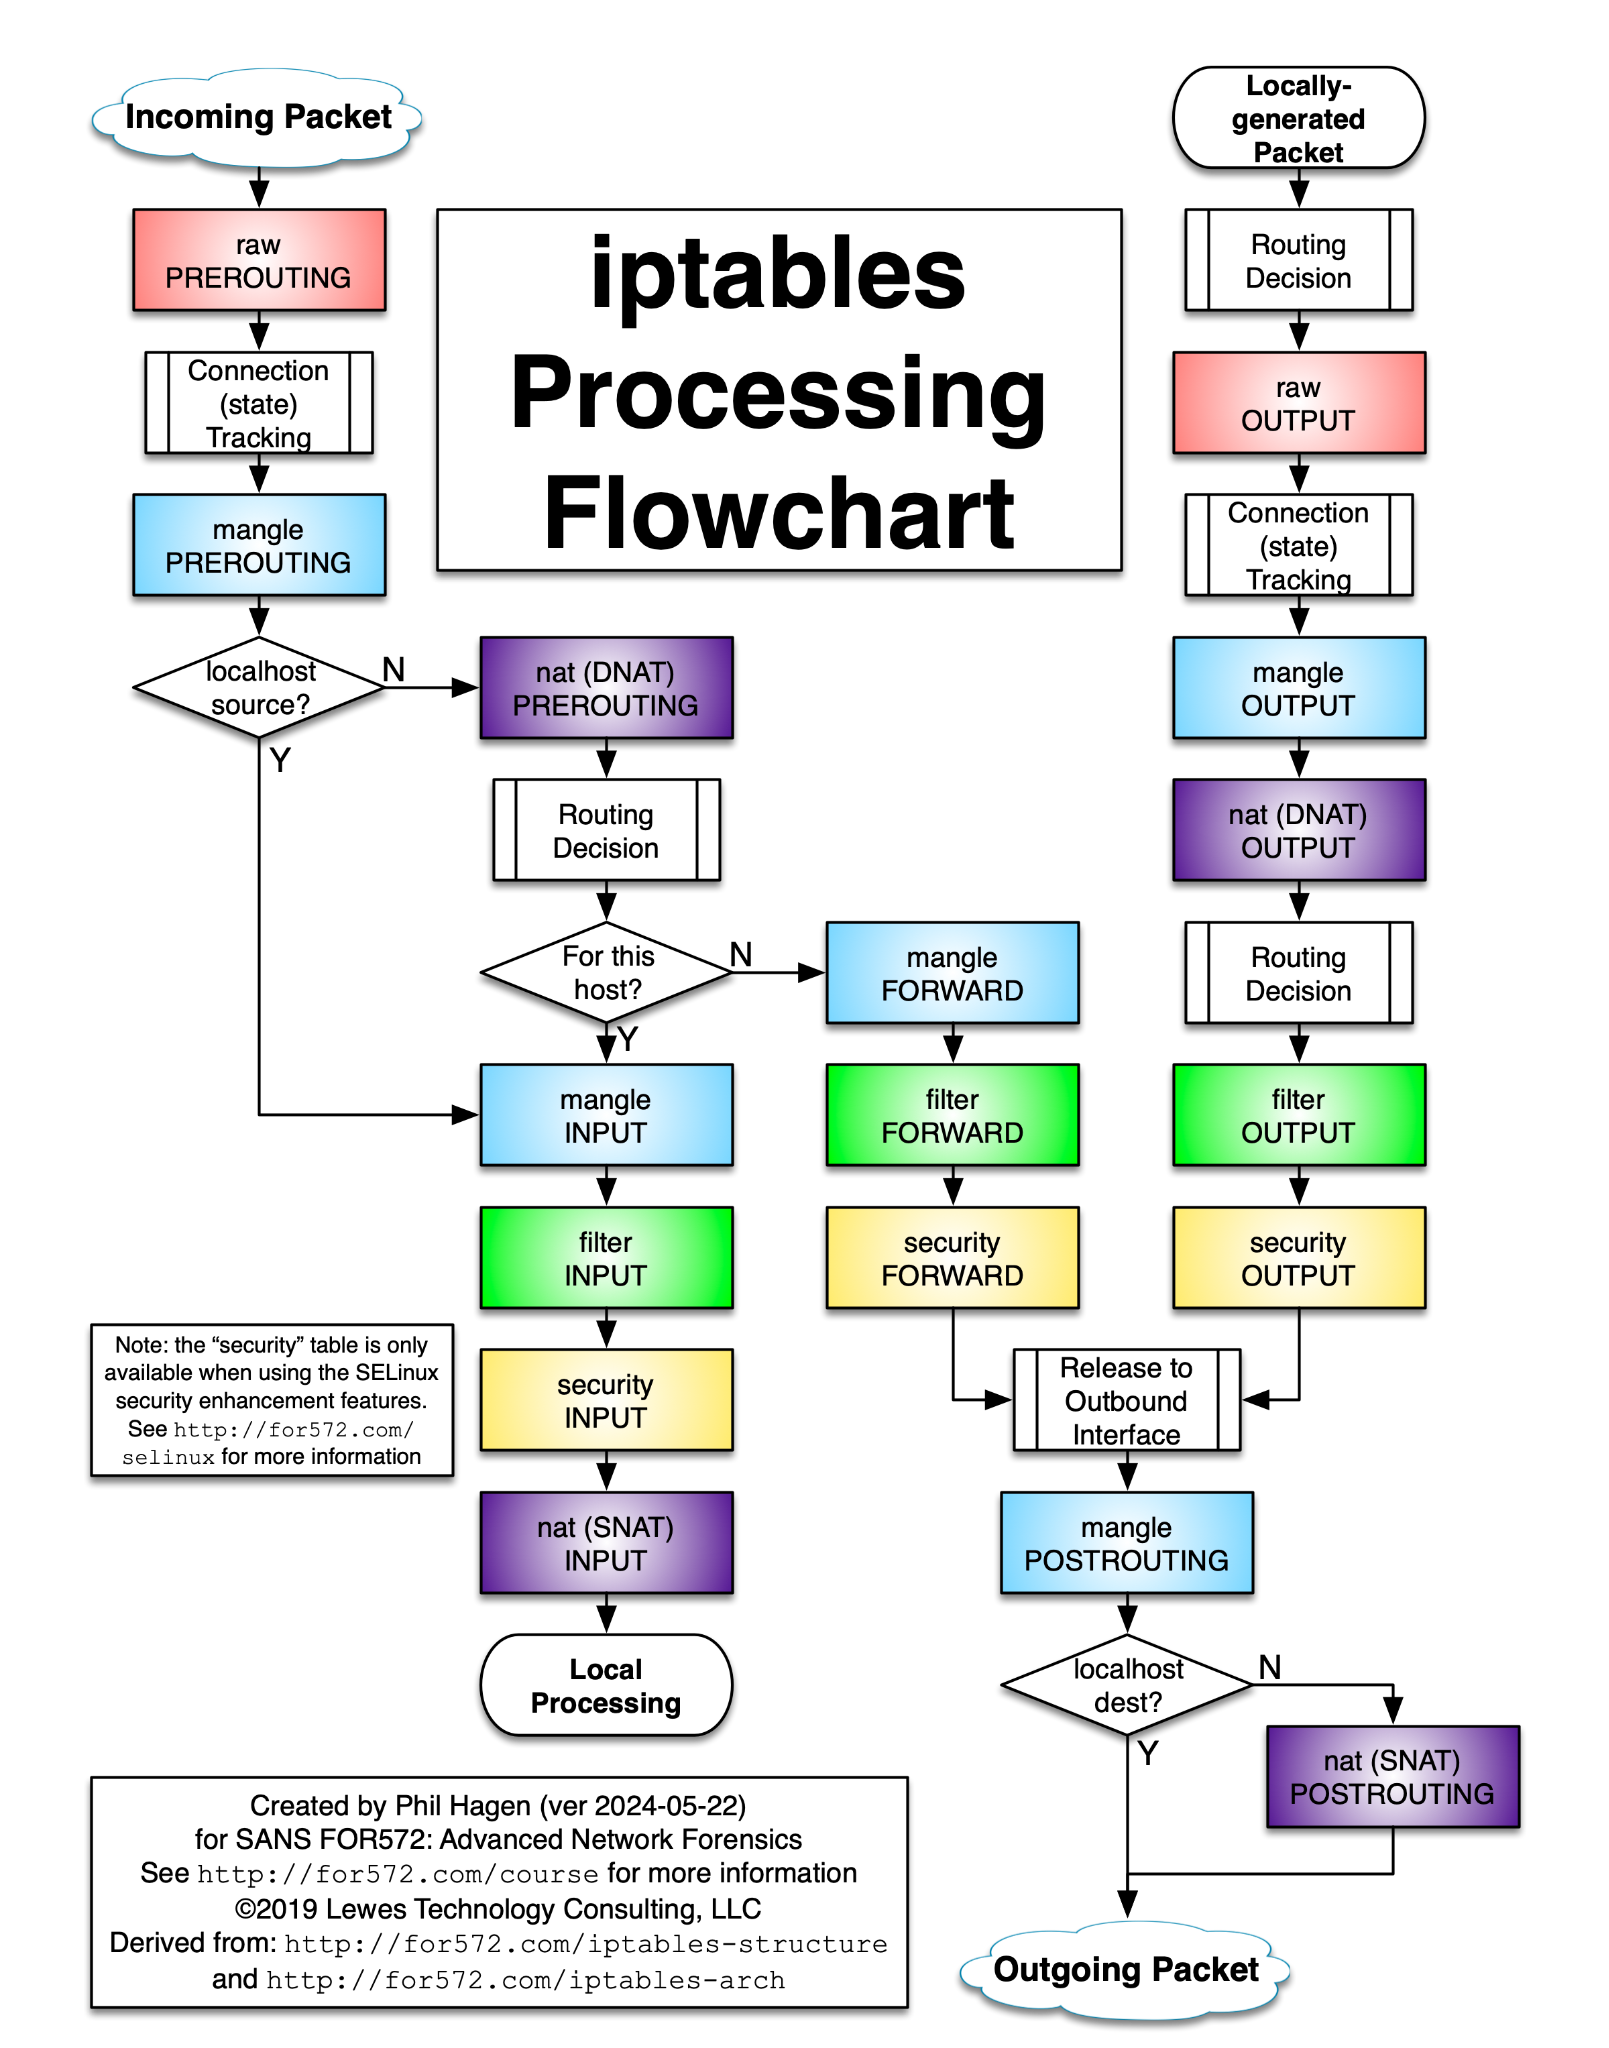 Incoming Packet
Locally-
generated
Packet
raw
PREROUTING
iptables
Processing
Flowchart
Routing
Decision
Connection
(state)
Tracking
raw
OUTPUT
mangle
PREROUTING
Connection
(state)
Tracking
localhost
source?
N
Y
nat (DNAT)
PREROUTING
mangle
OUTPUT
Routing
Decision
nat (DNAT)
OUTPUT
For this
host?
N
Y
mangle
FORWARD
Routing
Decision
mangle
INPUT
filter
FORWARD
filter
OUTPUT
filter
INPUT
security
FORWARD
security
OUTPUT
Note: the “security” table is only
available when using the SELinux
security enhancement features.
See http://for572.com/
selinux for more information
security
INPUT
Release to
Outbound
Interface
nat (SNAT)
INPUT
mangle
POSTROUTING
Local
Processing
localhost
dest?
N
Y
nat (SNAT)
POSTROUTING
Created by Phil Hagen (ver 2024-05-22)
for SANS FOR572: Advanced Network Forensics
See http://for572.com/course for more information
©2019 Lewes Technology Consulting, LLC
Derived from: http://for572.com/iptables-structure
and http://for572.com/iptables-arch
Outgoing Packet